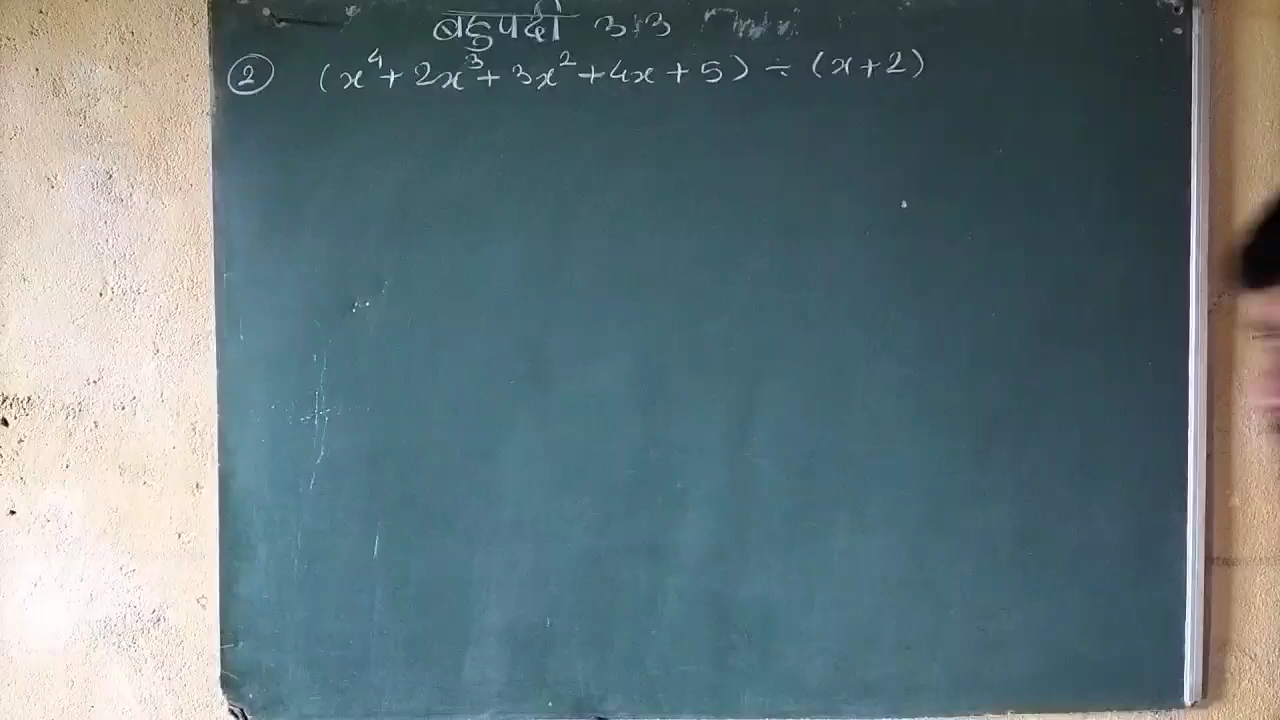 बहुपदी 3.3
② (x⁴ + 2x³ + 3x² + 4x + 5) ÷ (x + 2)